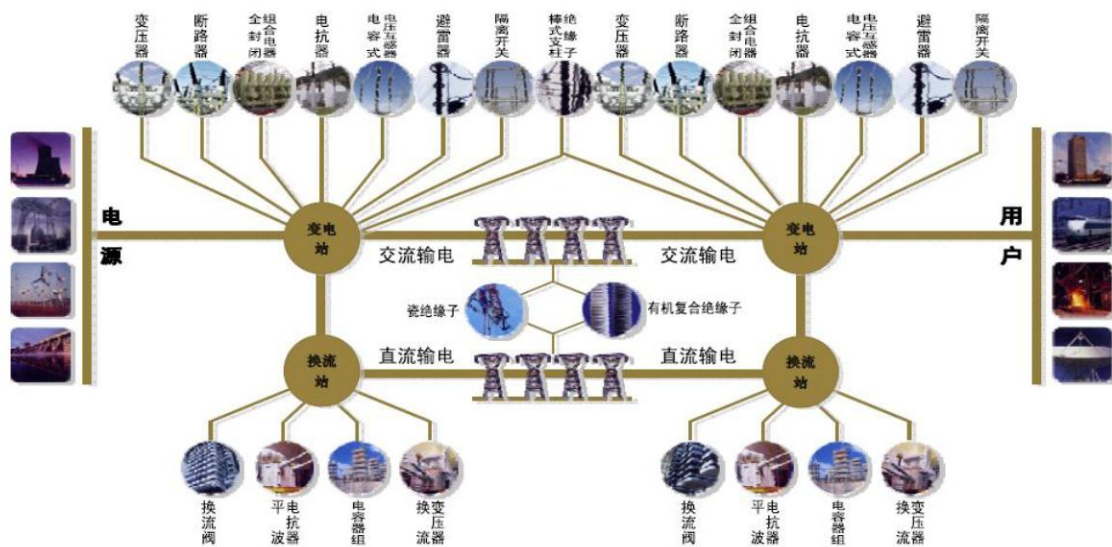 变压器
断路器
全封闭
组合电器
电抗器
电容式
电压互感器
避雷器
隔离开关
棒式支柱
绝缘子
变压器
断路器
全封闭
组合电器
电抗器
电容式
电压互感器
避雷器
隔离开关
电源
变电
站
交流输电
交流输电
变电
站
用户
瓷绝缘子
有机复合绝缘子
换流
站
直流输电
直流输电
换流
站
换流阀
平波
电抗器
电容器组
换流
变压器
换流阀
平波
电抗器
电容器组
换流
变压器